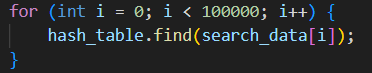 for (int i = 0; i < 100000; i++) {
    hash_table.find(search_data[i]);
}